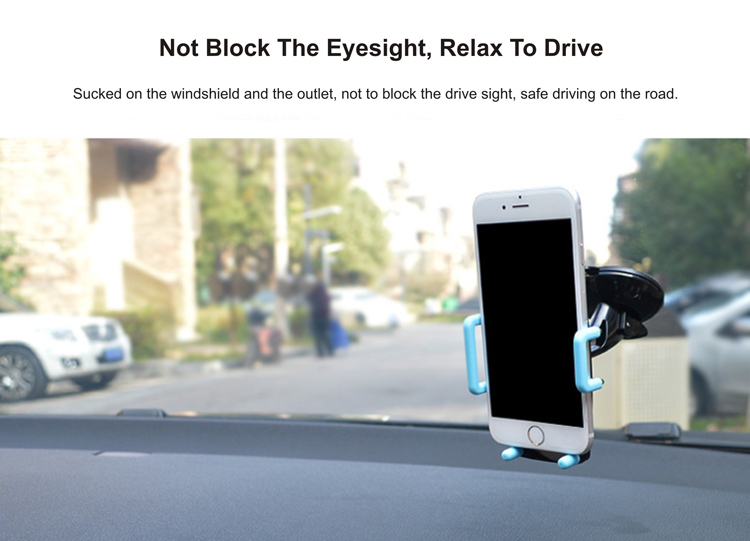 Not Block The Eyesight, Relax To Drive
Sucked on the windshield and the outlet, not to block the drive sight, safe driving on the road.